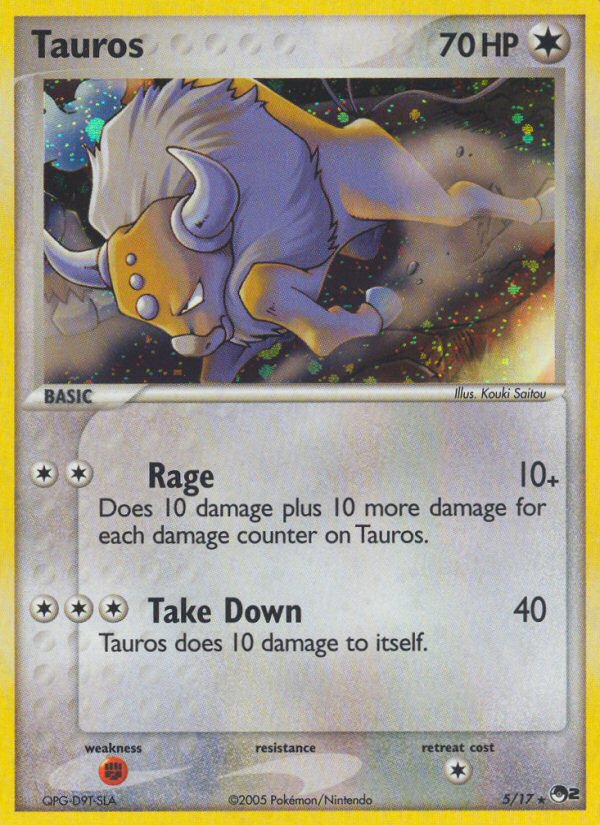 Tauros
70 HP
BASIC
Illus. Kouki Saitou
Rage 10+
Does 10 damage plus 10 more damage for
each damage counter on Tauros.
Take Down 40
Tauros does 10 damage to itself.
weakness resistance retreat cost
QPG-D9T-SLA ©2005 Pokémon/Nintendo 5/17 ★ 2